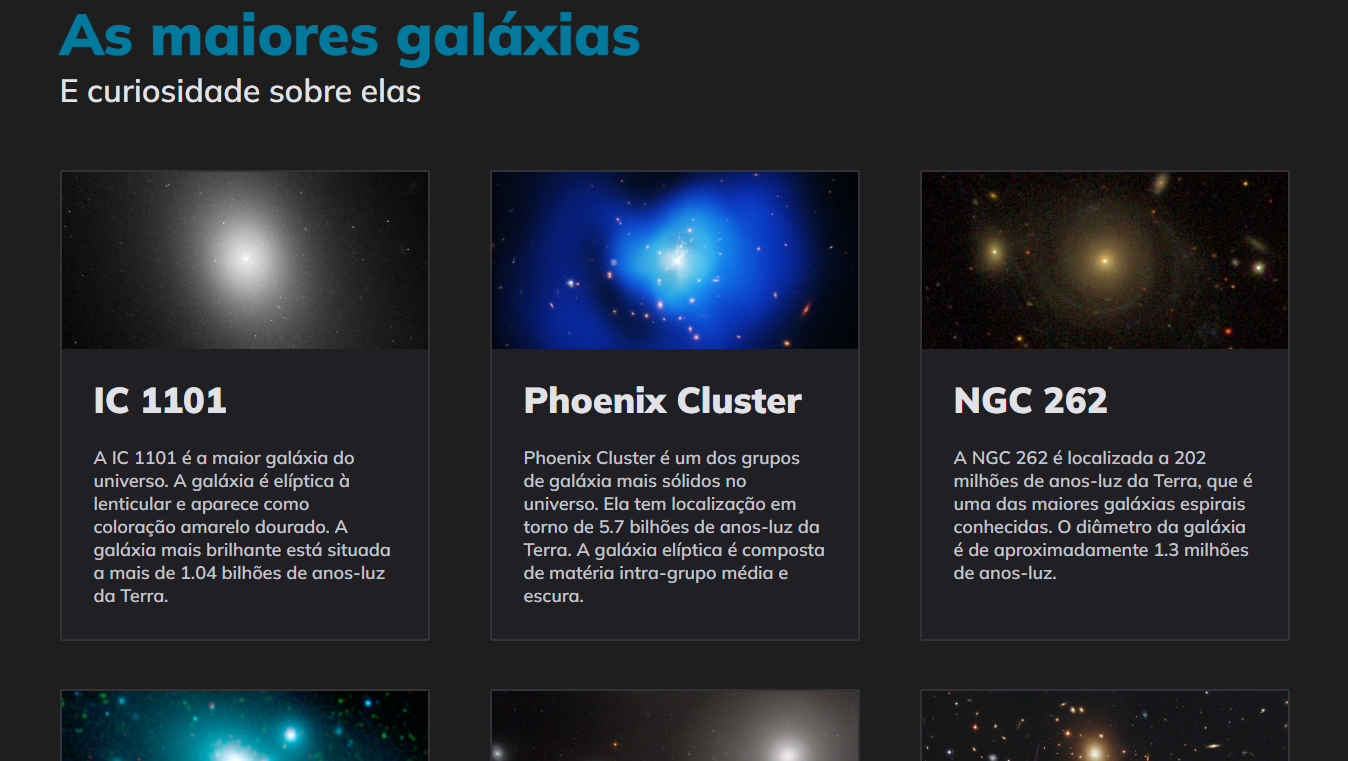 As maiores galáxias
E curiosidade sobre elas
IC 1101
A IC 1101 é a maior galáxia do
universo. A galáxia é elíptica à
lenticular e aparece como
coloração amarelo dourado. A
galáxia mais brilhante está situada
a mais de 1.04 bilhões de anos-luz
da Terra.
Phoenix Cluster
Phoenix Cluster é um dos grupos
de galáxia mais sólidos no
universo. Ela tem localização em
torno de 5.7 bilhões de anos-luz da
Terra. A galáxia elíptica é composta
de matéria intra-grupo média e
escura.
NGC 262
A NGC 262 é localizada a 202
milhões de anos-luz da Terra, que é
uma das maiores galáxias espirais
conhecidas. O diâmetro da galáxia
é de aproximadamente 1.3 milhões
de anos-luz.